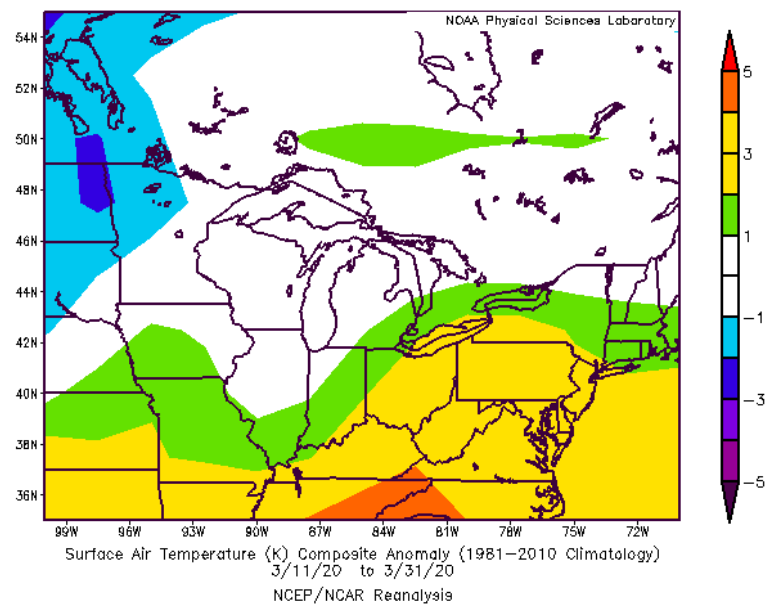 NOAA Physical Sciences Laboratory
54N
52N
50N
48N
46N
44N
42N
40N
38N
36N
99W 96W 93W 90W 87W 84W 81W 78W 75W 72W
5
3
1
−1
−3
−5
Surface Air Temperature (K) Composite Anomaly (1981−2010 Climatology)
3/11/20 to 3/31/20
NCEP/NCAR Reanalysis